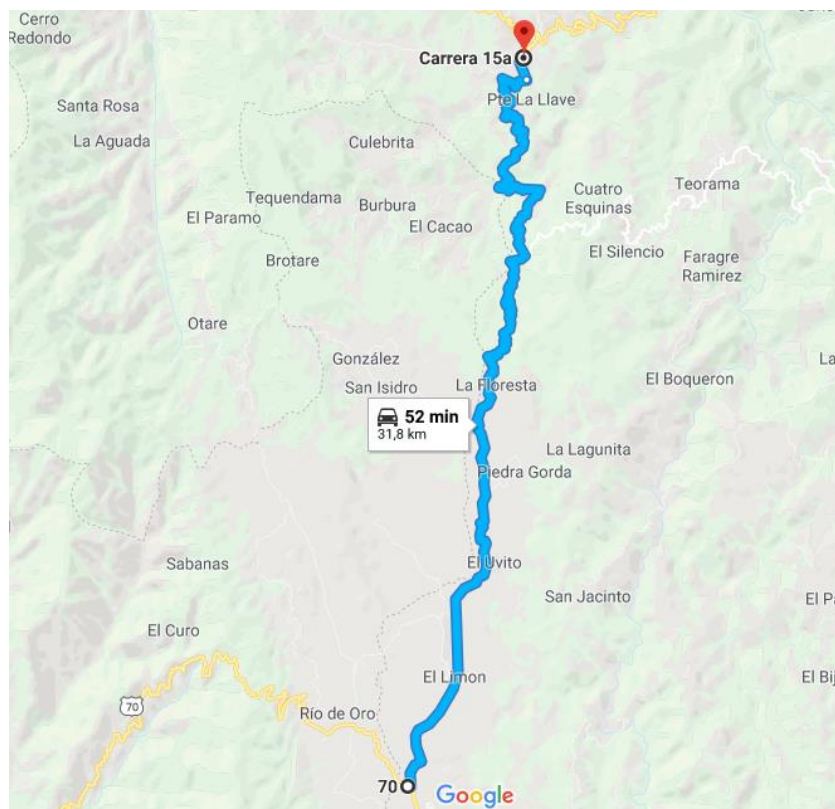 Cerro
Redondo
Carrera 15a
Santa Rosa
Pte La Llave
La Aguada
Culebrita
Tequendama
Burbura
Cuatro
Esquinas
Teorama
El Paramo
El Cacao
El Silencio
Faragre
Ramirez
Brotare
Otare
González
San Isidro
La Floresta
El Boqueron
La
52 min
31,8 km
La Lagunita
Piedra Gorda
Sabanas
El Uvito
San Jacinto
El Pa
El Curo
El Limon
El Bij
70
Río de Oro
70
Google